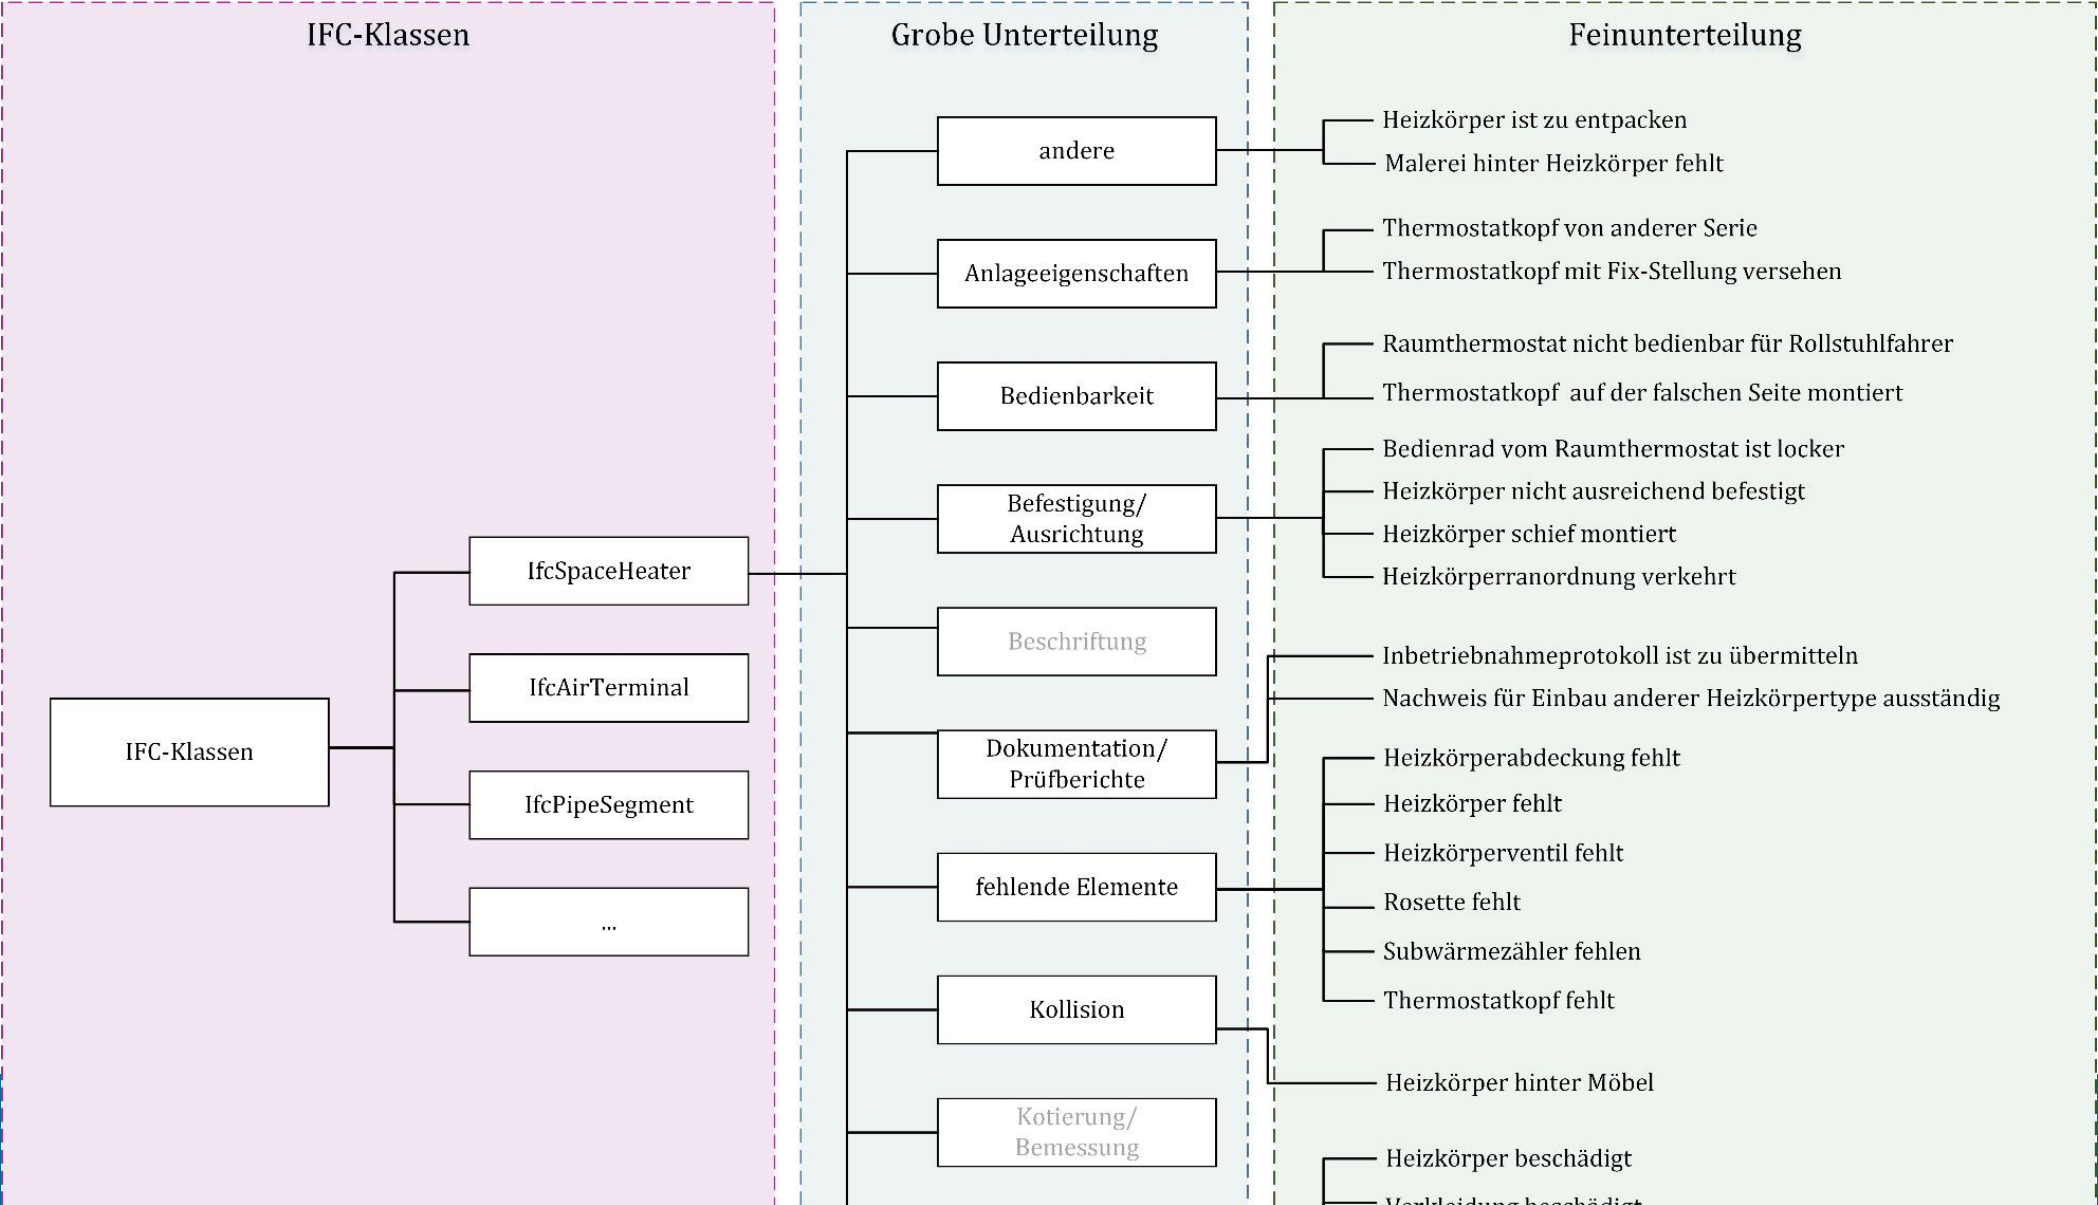 IFC-Klassen
Grobe Unterteilung
Feinunterteilung
IFC-Klassen
IfcSpaceHeater
IfcAirTerminal
IfcPipeSegment
...
andere
Heizkörper ist zu entpacken
Malerei hinter Heizkörper fehlt
Anlageeigenschaften
Thermostatkopf von anderer Serie
Thermostatkopf mit Fix-Stellung versehen
Bedienbarkeit
Raumthermostat nicht bedienbar für Rollstuhlfahrer
Thermostatkopf auf der falschen Seite montiert
Befestigung/
Ausrichtung
Bedienrad vom Raumthermostat ist locker
Heizkörper nicht ausreichend befestigt
Heizkörper schief montiert
Heizkörperranordnung verkehrt
Beschriftung
Dokumentation/
Prüfberichte
Inbetriebnahmeprotokoll ist zu übermitteln
Nachweis für Einbau anderer Heizkörpertype ausständig
fehlende Elemente
Heizkörperabdeckung fehlt
Heizkörper fehlt
Heizkörperventil fehlt
Rosette fehlt
Subwärmezähler fehlen
Thermostatkopf fehlt
Kollision
Heizkörper hinter Möbel
Kotierung/
Bemessung
Heizkörper beschädigt
Verkleidung beschädigt